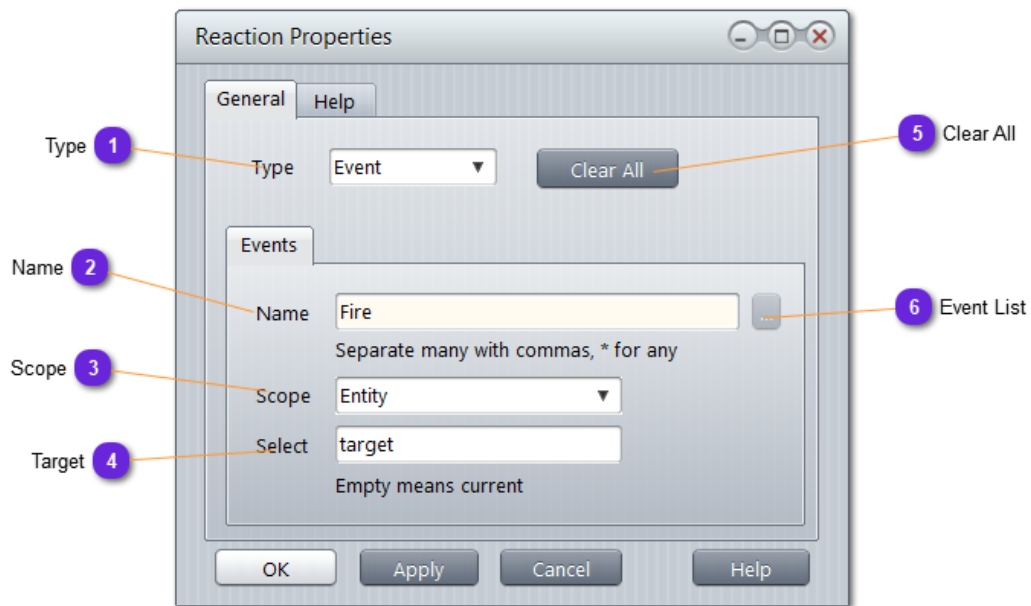 Reaction Properties
General Help
Type 1
5 Clear All
Type Event Clear All
Events
Name 2
Name Fire ...
6 Event List
Separate many with commas, * for any
Scope 3
Scope Entity
Select target
Target 4
Empty means current
OK Apply Cancel Help